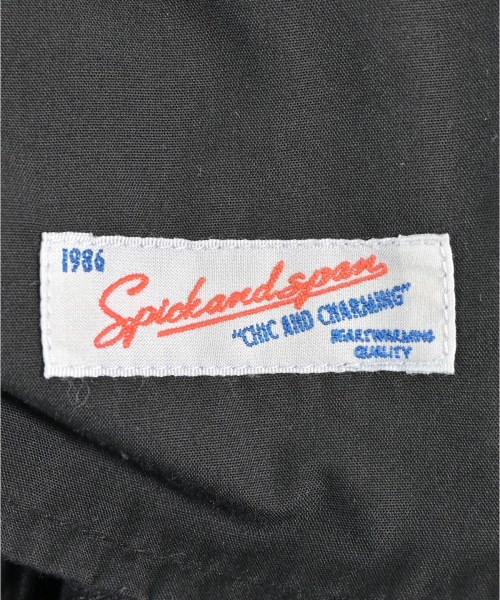 1986
Spickandspan
"CHIC AND CHARMING"
HEARTWARMING
QUALITY